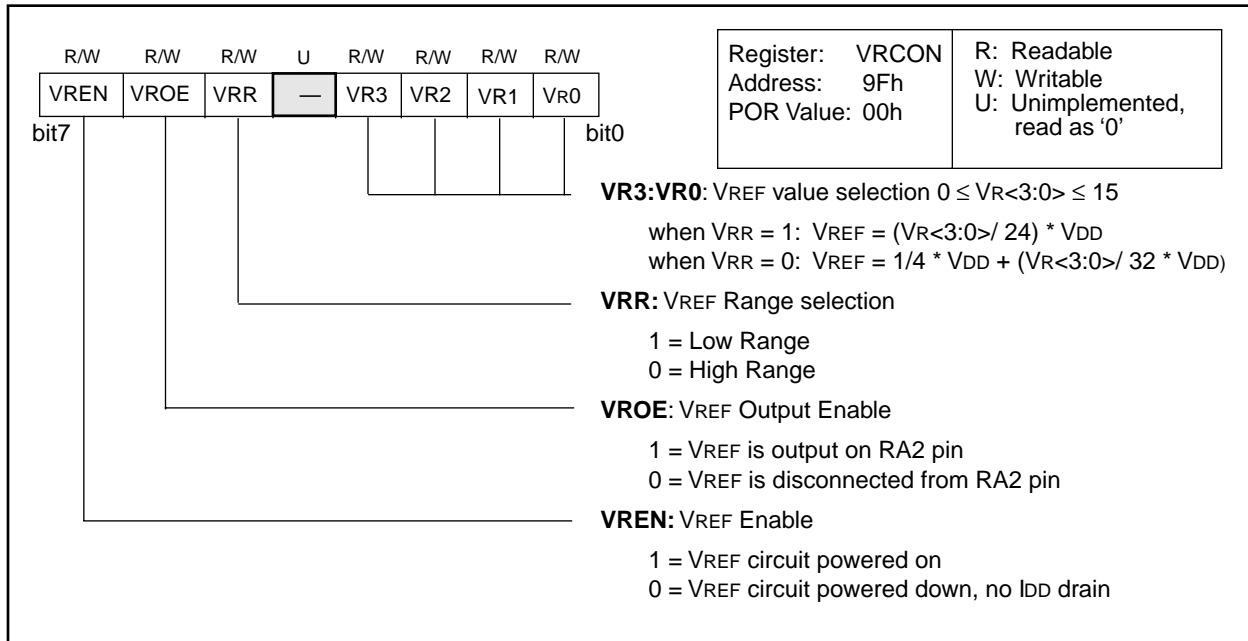 R/W R/W R/W U R/W R/W R/W R/W
VREN VROE VRR — VR3 VR2 VR1 VR0
bit7 bit0
Register: VRCON
Address: 9Fh
POR Value: 00h
R: Readable
W: Writable
U: Unimplemented,
read as ‘0’
VR3:VR0: VREF value selection 0 ≤ VR<3:0> ≤ 15
when VRR = 1: VREF = (VR<3:0>/ 24) * VDD
when VRR = 0: VREF = 1/4 * VDD + (VR<3:0>/ 32 * VDD)
VRR: VREF Range selection
1 = Low Range
0 = High Range
VROE: VREF Output Enable
1 = VREF is output on RA2 pin
0 = VREF is disconnected from RA2 pin
VREN: VREF Enable
1 = VREF circuit powered on
0 = VREF circuit powered down, no IDD drain